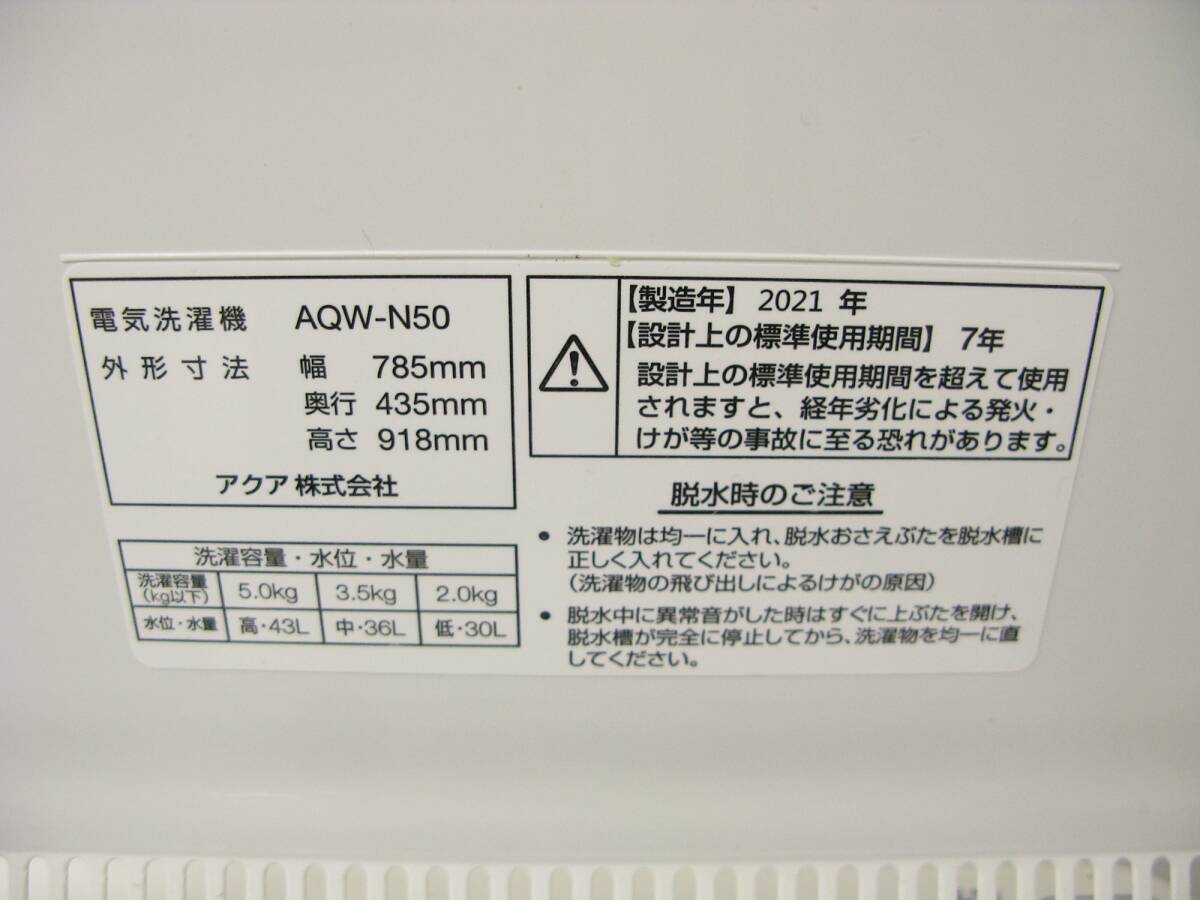 電気洗濯機 AQW-N50
外形寸法 幅 785mm
奥行 435mm
高さ 918mm
アクア株式会社
洗濯容量・水位・水量
洗濯容量(kg以下) 5.0kg 3.5kg 2.0kg
水位・水量 高・43L 中・36L 低・30L
【製造年】 2021 年
【設計上の標準使用期間】 7年
設計上の標準使用期間を超えて使用
されますと、経年劣化による発火・
けが等の事故に至る恐れがあります。
脱水時のご注意
• 洗濯物は均一に入れ、脱水おさえぶたを脱水槽に
正しく入れてください。
(洗濯物の飛び出しによるけがの原因)
• 脱水中に異常音がした時はすぐに上ぶたを開け、
脱水槽が完全に停止してから、洗濯物を均一に直
してください。